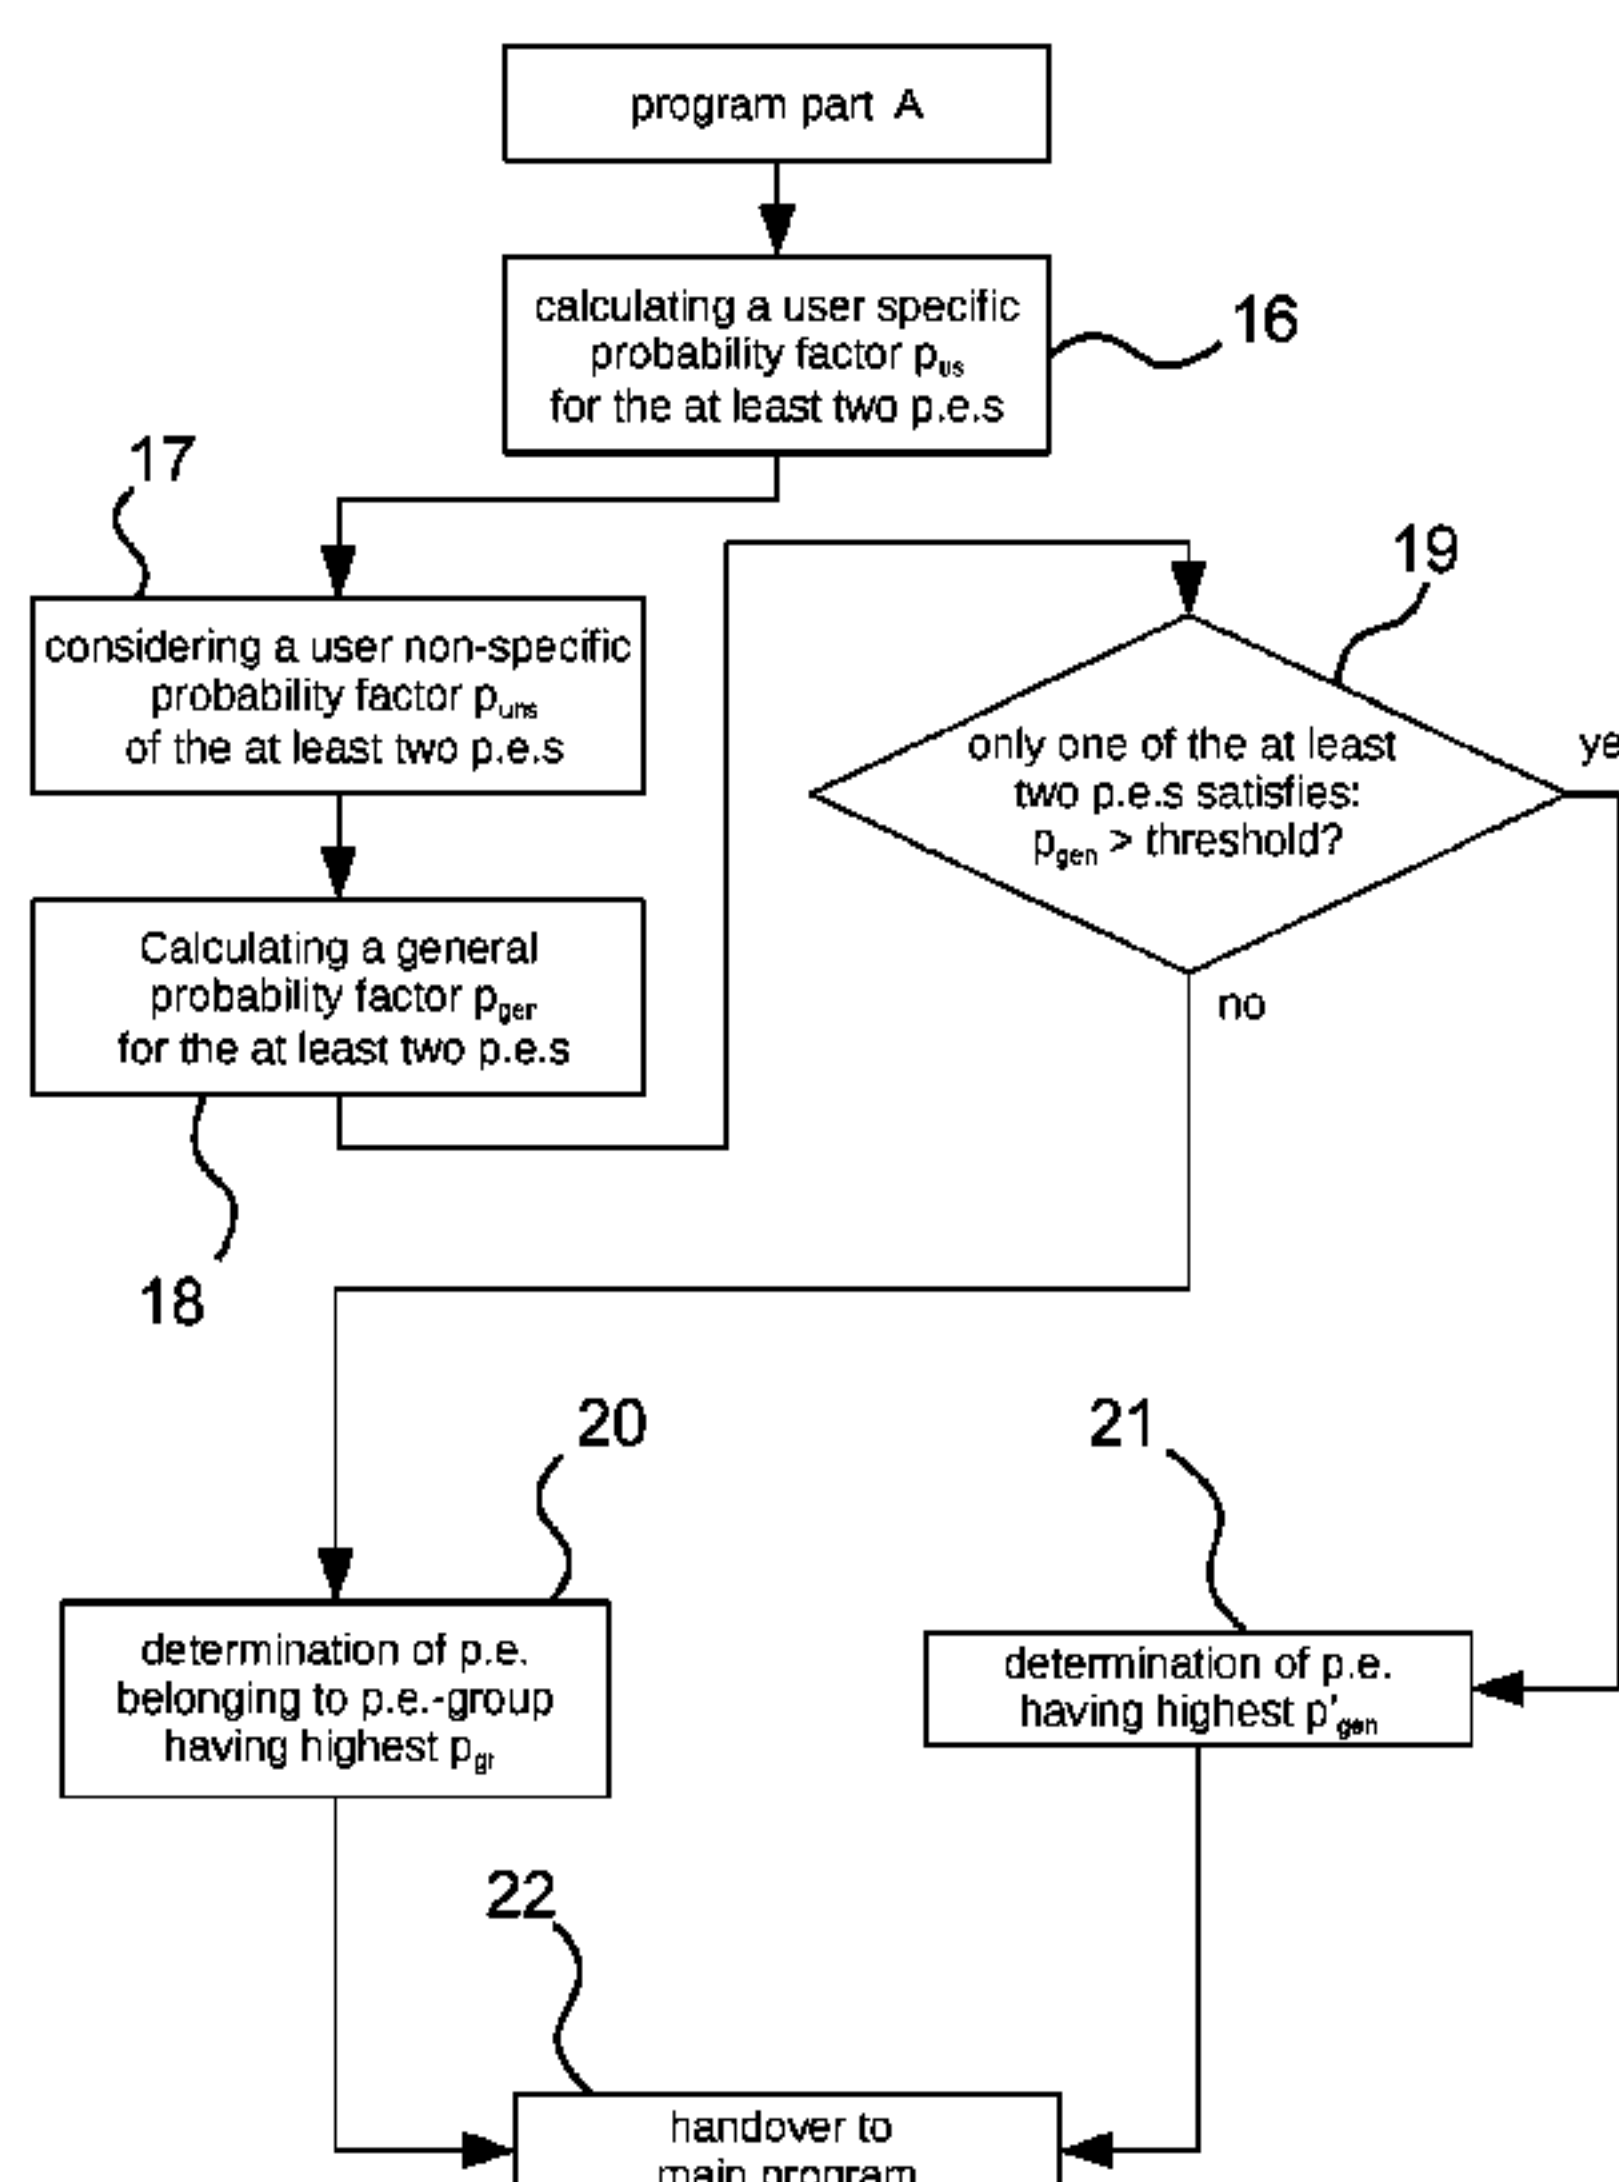 program part A
calculating a user specific
probability factor pus
for the at least two p.e.s
16
17
considering a user non-specific
probability factor puns
of the at least two p.e.s
19
only one of the at least
two p.e.s satisfies:
pgen > threshold?
ye
no
Calculating a general
probability factor pgen
for the at least two p.e.s
18
20
21
determination of p.e.
belonging to p.e.-group
having highest pgr
determination of p.e.
having highest p'gen
22
handover to
main program